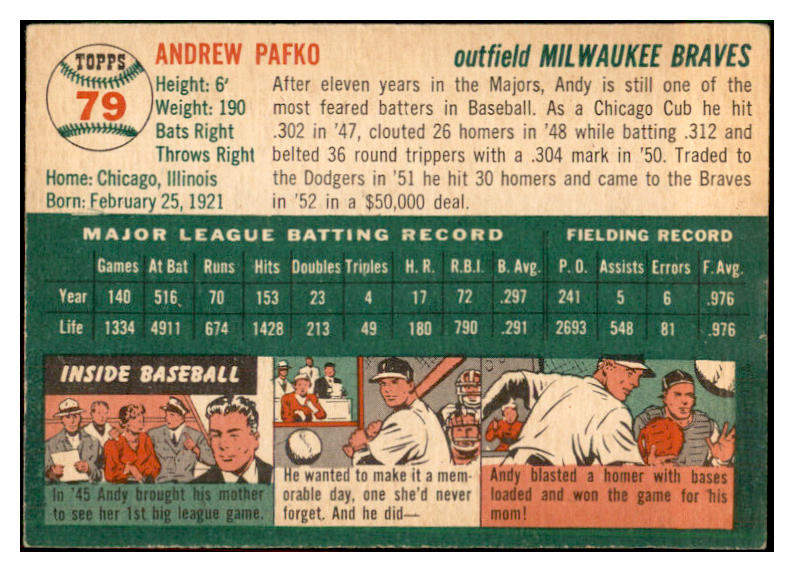 TOPPS
79
ANDREW PAFKO
outfield MILWAUKEE BRAVES
Height: 6'
Weight: 190
Bats Right
Throws Right
Home: Chicago, Illinois
Born: February 25, 1921
After eleven years in the Majors, Andy is still one of the
most feared batters in Baseball. As a Chicago Cub he hit
.302 in '47, clouted 26 homers in '48 while batting .312 and
belted 36 round trippers with a .304 mark in '50. Traded to
the Dodgers in '51 he hit 30 homers and came to the Braves
in '52 in a $50,000 deal.
MAJOR LEAGUE BATTING RECORD FIELDING RECORD
Games At Bat Runs Hits Doubles Triples H. R. R.B.I. B. Avg. P. O. Assists Errors F. Avg.
Year 140 516 70 153 23 4 17 72 .297 241 5 6 .976
Life 1334 4911 674 1428 213 49 180 790 .291 2693 548 81 .976
INSIDE BASEBALL
In '45 Andy brought his mother
to see her 1st big league game.
He wanted to make it a mem-
orable day, one she'd never
forget. And he did—
Andy blasted a homer with bases
loaded and won the game for his
mom!